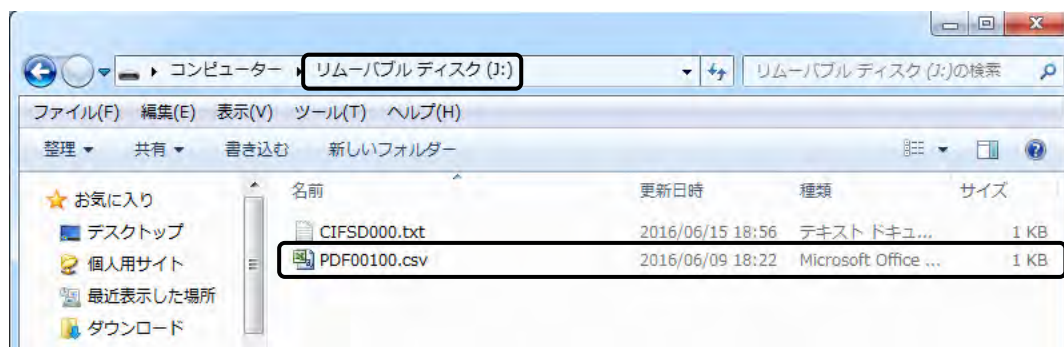 コンピューター ▸ リムーバブル ディスク (J:)
リムーバブル ディスク (J:)の検索
ファイル(F) 編集(E) 表示(V) ツール(T) ヘルプ(H)
整理 共有 書き込む 新しいフォルダー
お気に入り
デスクトップ
個人用サイト
最近表示した場所
ダウンロード
名前 更新日時 種類 サイズ
CIFSD000.txt 2016/06/15 18:56 テキスト ドキュ... 1 KB
PDF00100.csv 2016/06/09 18:22 Microsoft Office ... 1 KB